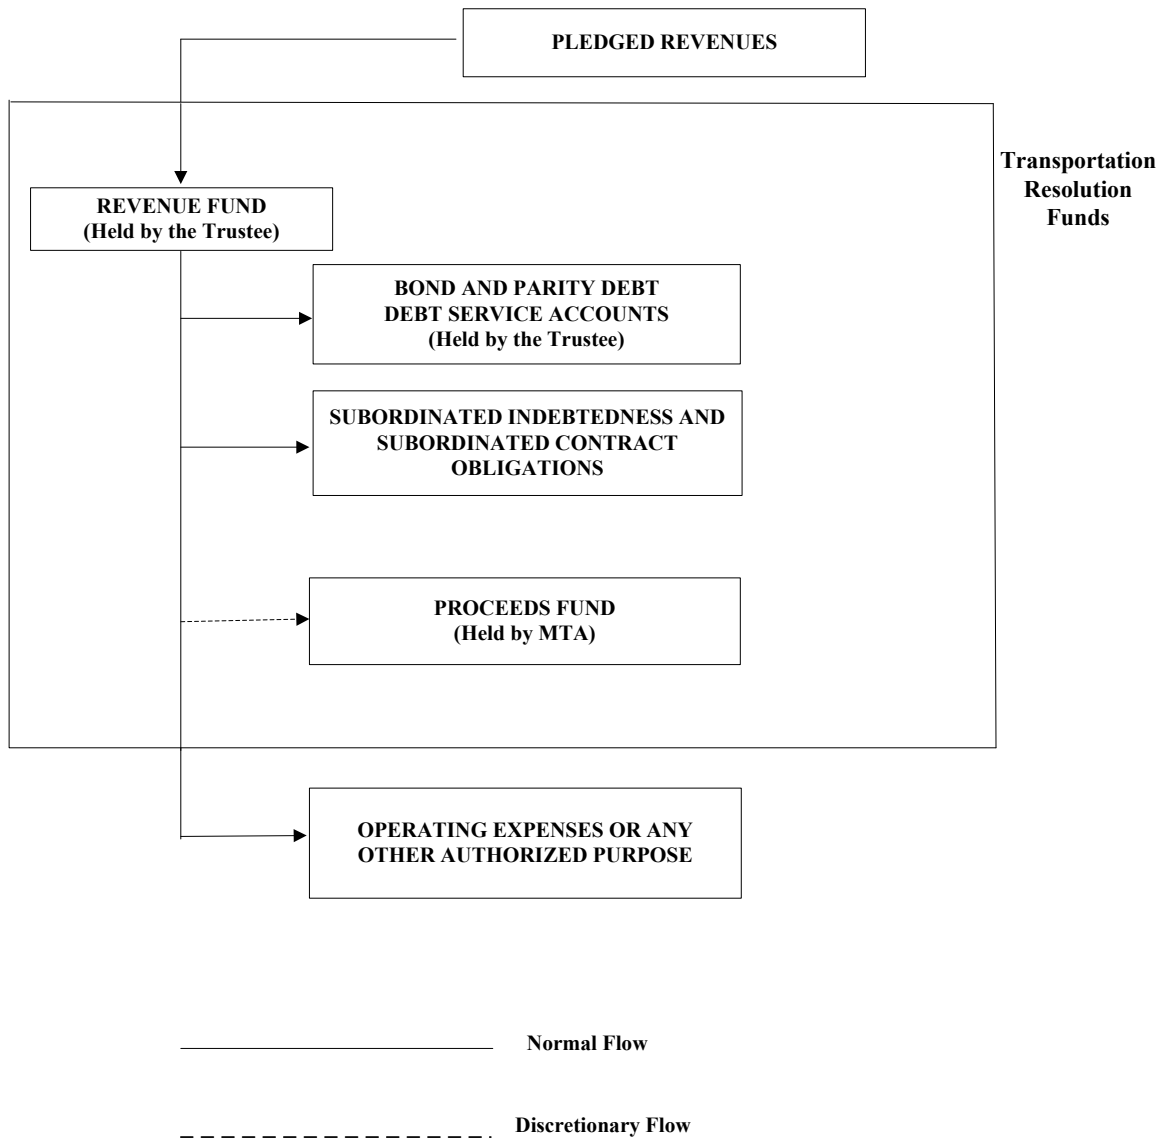 PLEDGED REVENUES
Transportation
Resolution
Funds
REVENUE FUND
(Held by the Trustee)
BOND AND PARITY DEBT
DEBT SERVICE ACCOUNTS
(Held by the Trustee)
SUBORDINATED INDEBTEDNESS AND
SUBORDINATED CONTRACT
OBLIGATIONS
PROCEEDS FUND
(Held by MTA)
OPERATING EXPENSES OR ANY
OTHER AUTHORIZED PURPOSE
Normal Flow
Discretionary Flow